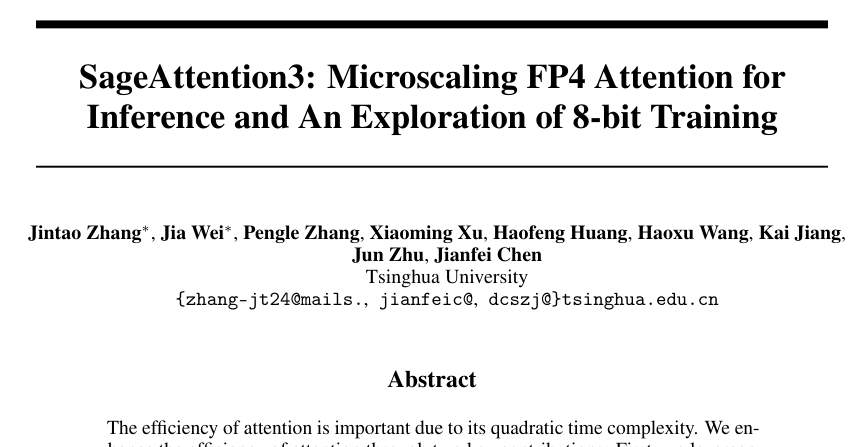 SageAttention3: Microscaling FP4 Attention for
Inference and An Exploration of 8-bit Training
Jintao Zhang*, Jia Wei*, Pengle Zhang, Xiaoming Xu, Haofeng Huang, Haoxu Wang, Kai Jiang,
Jun Zhu, Jianfei Chen
Tsinghua University
{zhang-jt24@mails., jianfeic@, dcszj@}tsinghua.edu.cn
Abstract
The efficiency of attention is important due to its quadratic time complexity. We en-